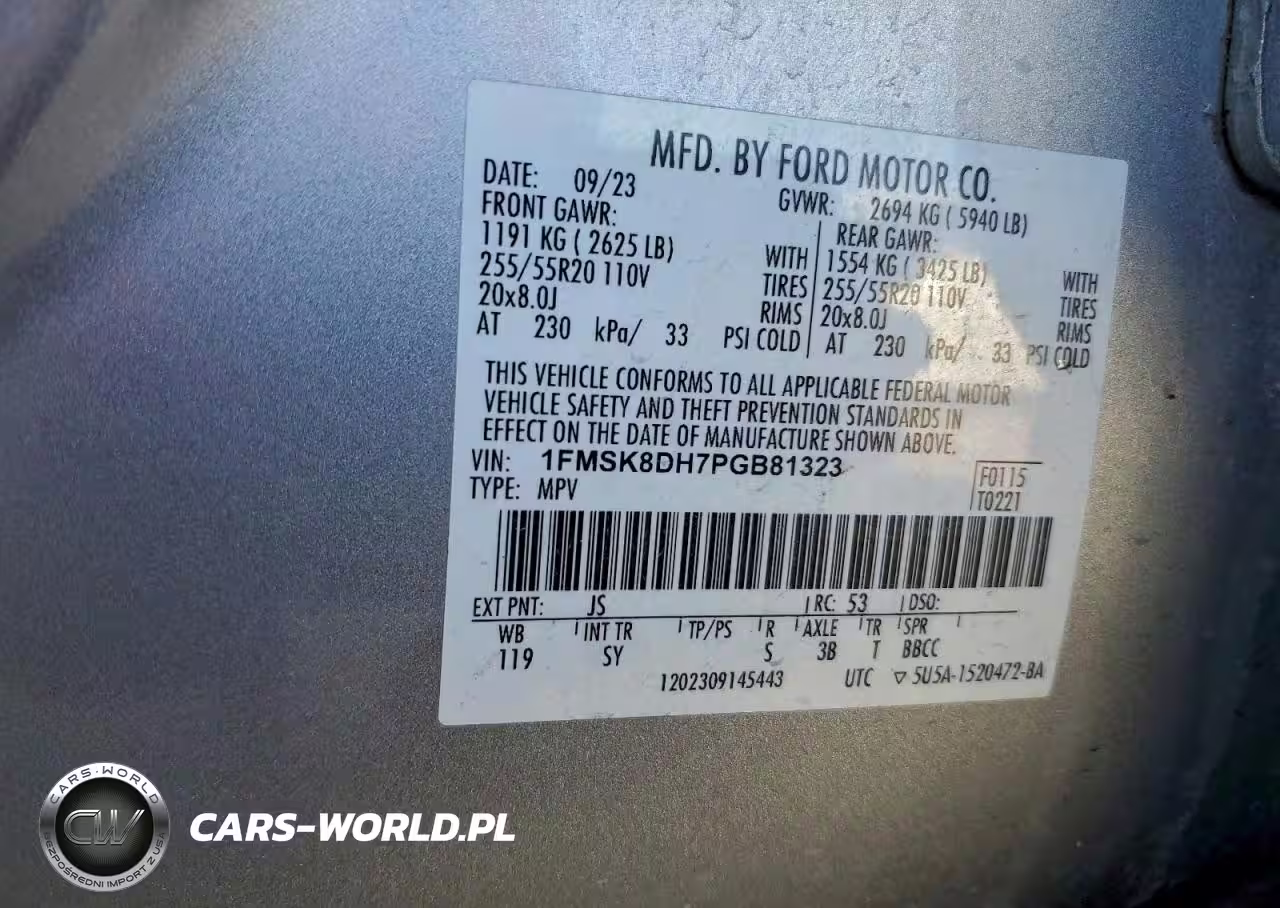 MFD. BY FORD MOTOR CO.
DATE: 09/23 GVWR: 2694 KG ( 5940 LB)
FRONT GAWR: REAR GAWR:
1191 KG ( 2625 LB) WITH 1554 KG ( 3425 LB) WITH
255/55R20 110V TIRES 255/55R20 110V TIRES
20x8.0J RIMS 20x8.0J RIMS
AT 230 kPa/ 33 PSI COLD AT 230 kPa/ 33 PSI COLD
THIS VEHICLE CONFORMS TO ALL APPLICABLE FEDERAL MOTOR
VEHICLE SAFETY AND THEFT PREVENTION STANDARDS IN
EFFECT ON THE DATE OF MANUFACTURE SHOWN ABOVE.
VIN: 1FMSK8DH7PGB81323
TYPE: MPV
F0115
T0221
EXT PNT: JS RC: 53 DSO:
WB INT TR TP/PS R AXLE TR SPR
119 SY S 3B T BBCC
1202309145443 UTC ▽ 5U5A-1520472-BA
CARS-WORLD
CW
BEZPOŚREDNI IMPORT Z USA
CARS-WORLD.PL